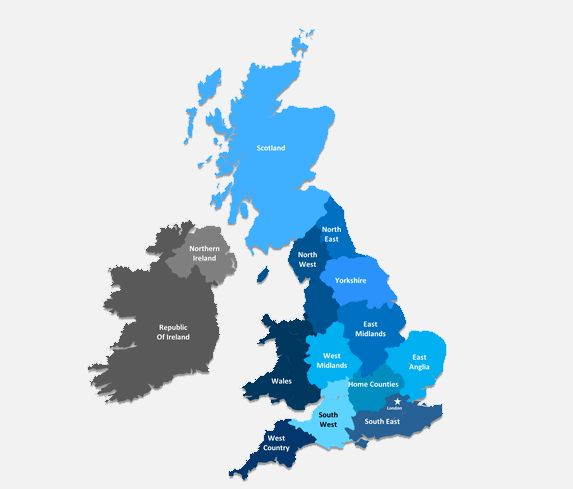 Scotland
North
East
Northern
Ireland
North
West
Yorkshire
Republic
Of Ireland
East
Midlands
West
Midlands
East
Anglia
Wales
Home Counties
London
South
West
South East
West
Country